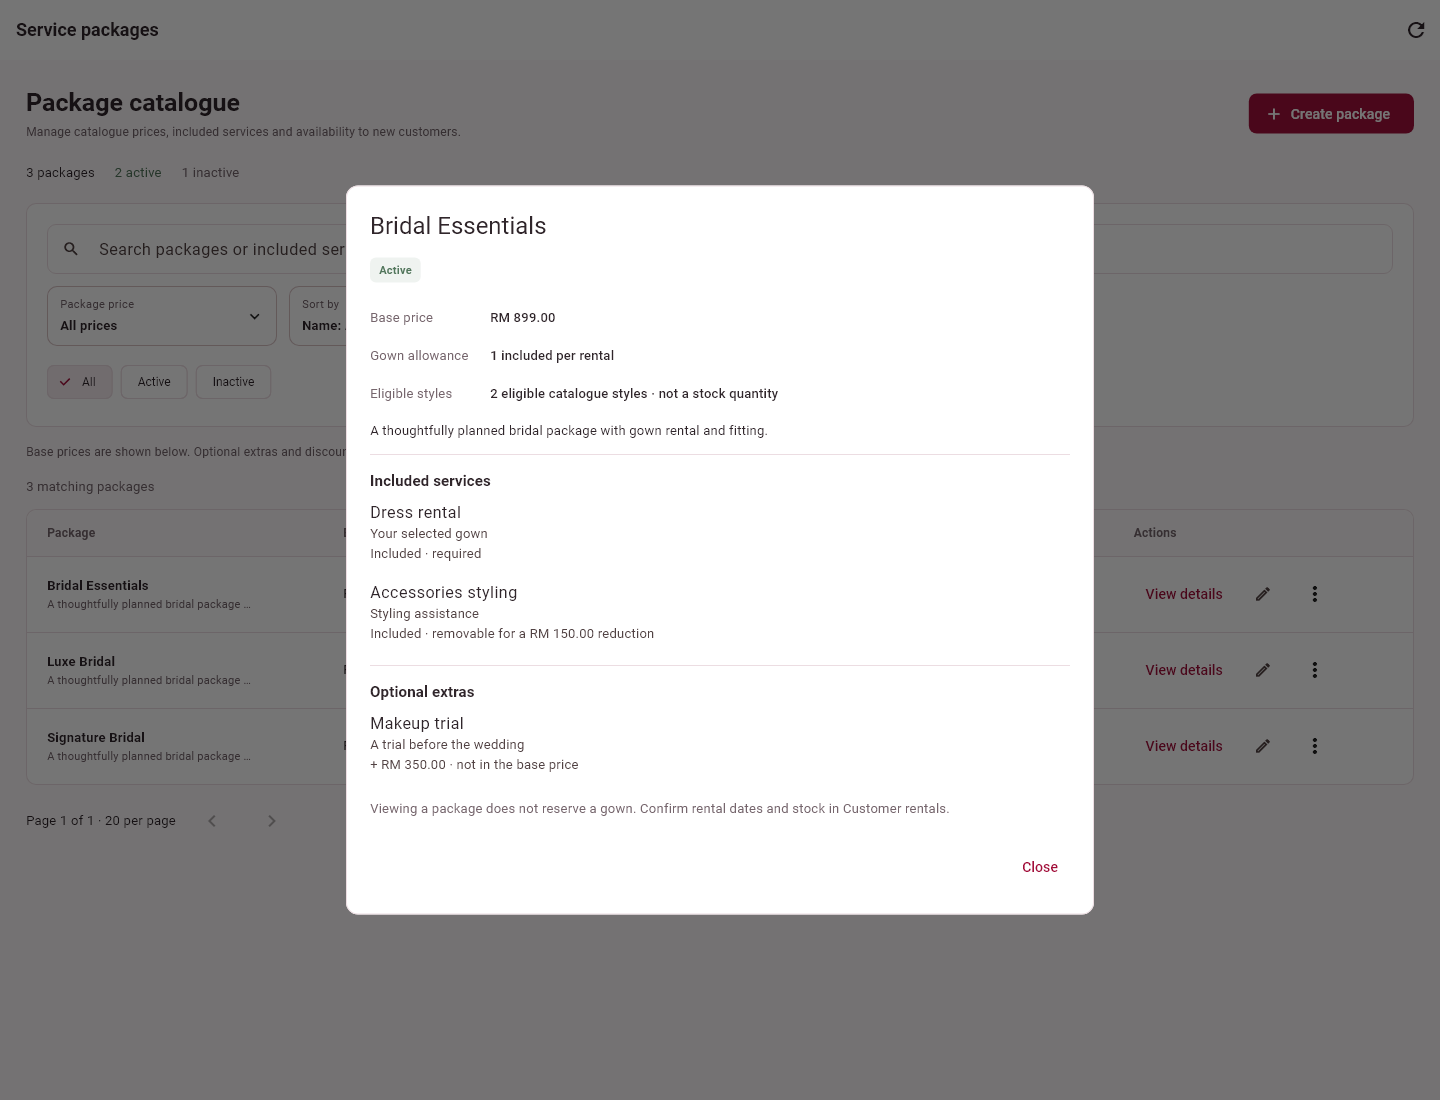 Service packages
Package catalogue
Manage catalogue prices, included services and availability to new customers.
Create package
3 packages 2 active 1 inactive
Search packages or included ser
Package price
All prices
Sort by
Name:
All Active Inactive
Base prices are shown below. Optional extras and discou
3 matching packages
Package Actions
Bridal Essentials
A thoughtfully planned bridal package ...
View details
Luxe Bridal
A thoughtfully planned bridal package ...
View details
Signature Bridal
A thoughtfully planned bridal package ...
View details
Page 1 of 1 · 20 per page
Bridal Essentials
Active
Base price RM 899.00
Gown allowance 1 included per rental
Eligible styles 2 eligible catalogue styles · not a stock quantity
A thoughtfully planned bridal package with gown rental and fitting.
Included services
Dress rental
Your selected gown
Included · required
Accessories styling
Styling assistance
Included · removable for a RM 150.00 reduction
Optional extras
Makeup trial
A trial before the wedding
+ RM 350.00 · not in the base price
Viewing a package does not reserve a gown. Confirm rental dates and stock in Customer rentals.
Close